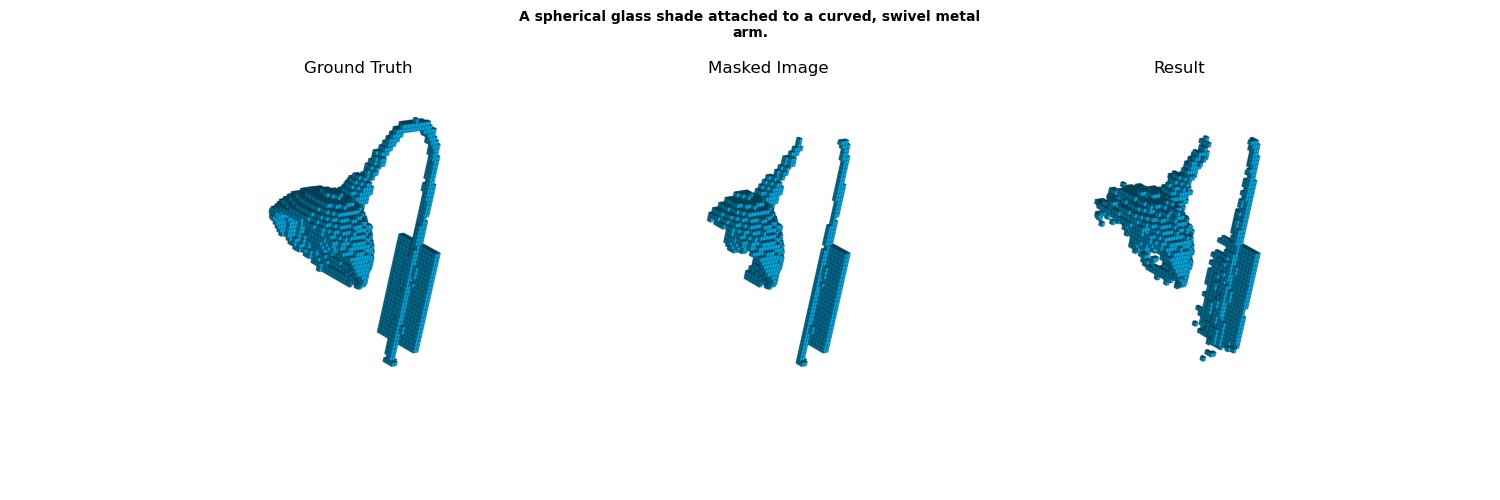 A spherical glass shade attached to a curved, swivel metal
arm.
Ground Truth
Masked Image
Result